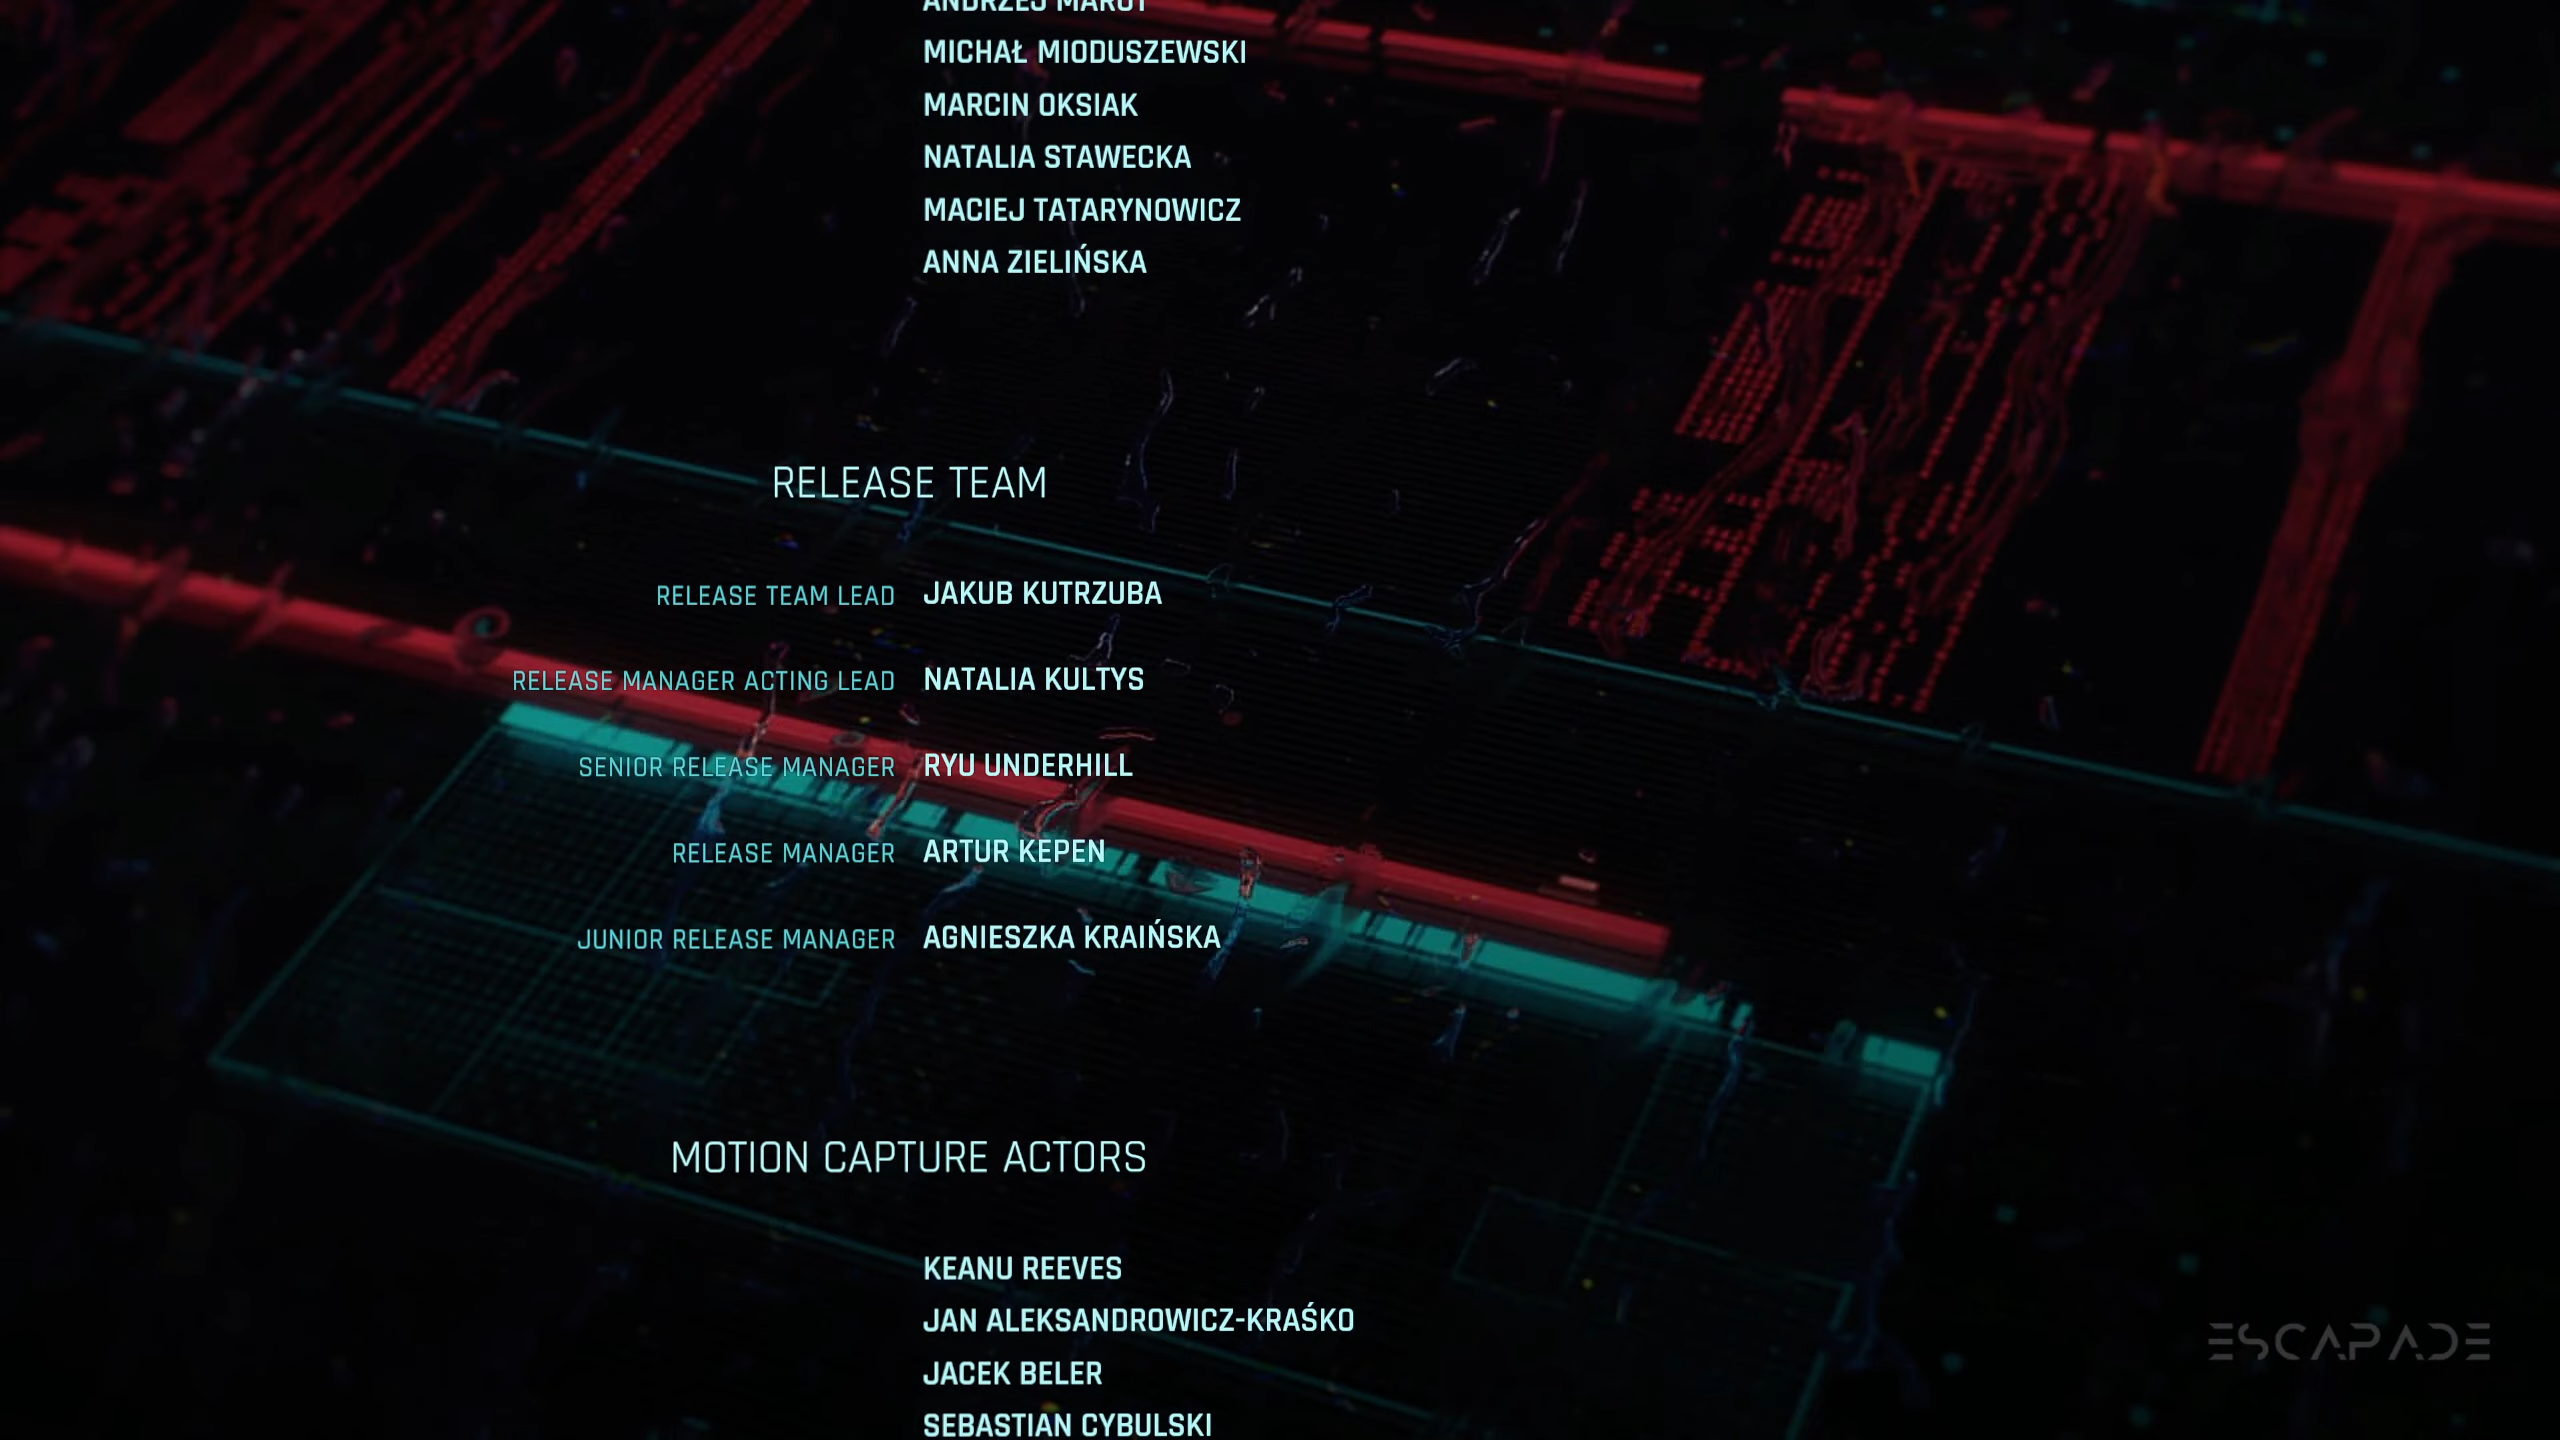 ANDRZEJ MARUT
MICHAŁ MIODUSZEWSKI
MARCIN OKSIAK
NATALIA STAWECKA
MACIEJ TATARYNOWICZ
ANNA ZIELIŃSKA
RELEASE TEAM
RELEASE TEAM LEAD JAKUB KUTRZUBA
RELEASE MANAGER ACTING LEAD NATALIA KULTYS
SENIOR RELEASE MANAGER RYU UNDERHILL
RELEASE MANAGER ARTUR KEPEN
JUNIOR RELEASE MANAGER AGNIESZKA KRAIŃSKA
MOTION CAPTURE ACTORS
KEANU REEVES
JAN ALEKSANDROWICZ-KRAŚKO
JACEK BELER
SEBASTIAN CYBULSKI
ESCAPADE